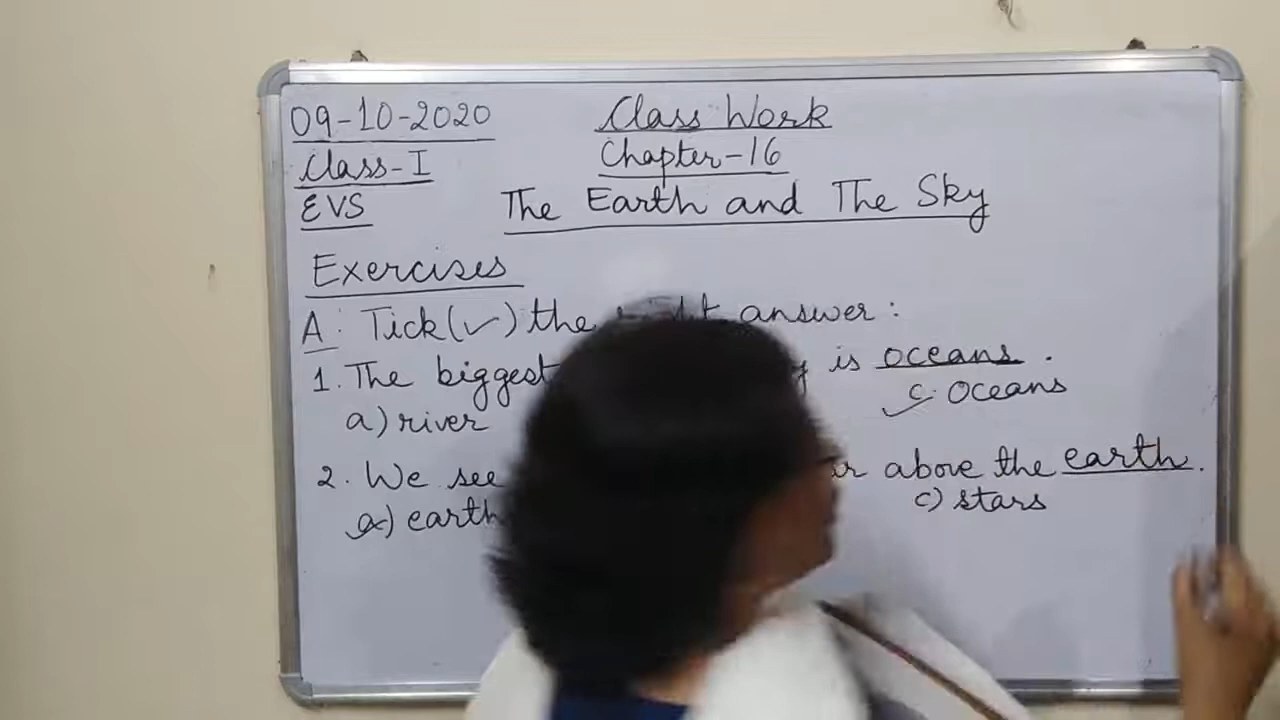 09-10-2020
Class Work
Class-I
Chapter-16
EVS
The Earth and The Sky
Exercises
A. Tick(✓) the answer:
1. The biggest is oceans.
a) river c. Oceans
2. We see above the earth.
a) earth c) stars